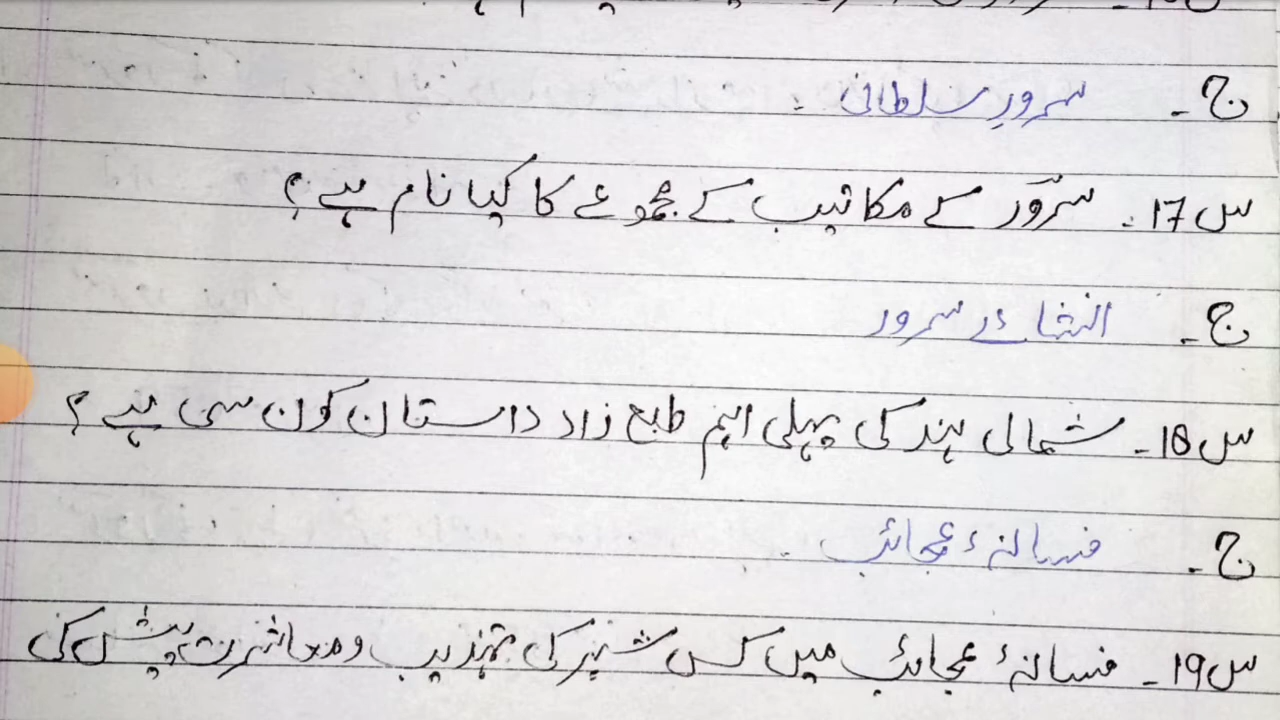 ج۔ سرورِ سلطانی ۔
س 17۔ سرورؔ کے مکاتیب کے مجموعے کا کیا نام ہے؟
ج۔ انشائے سرور
س 18۔ شمالی ہند کی پہلی اہم طبع زاد داستان کون سی ہے؟
ج۔ فسانۂ عجائب ۔
س 19۔ فسانۂ عجائب میں کس شہر کی تہذیب و معاشرت پیش کی